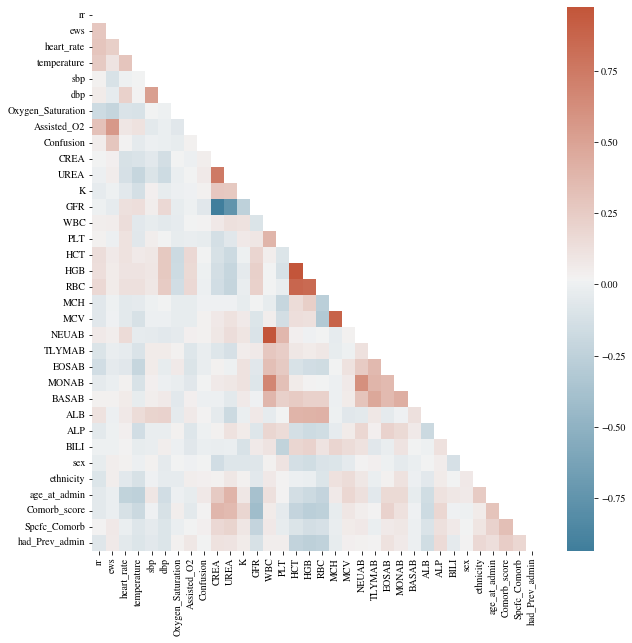 rr
ews
heart_rate
temperature
sbp
dbp
Oxygen_Saturation
Assisted_O2
Confusion
CREA
UREA
K
GFR
WBC
PLT
HCT
HGB
RBC
MCH
MCV
NEUAB
TLYMAB
EOSAB
MONAB
BASAB
ALB
ALP
BILI
sex
ethnicity
age_at_admin
Comorb_score
Spcfc_Comorb
had_Prev_admin
rr
ews
heart_rate
temperature
sbp
dbp
Oxygen_Saturation
Assisted_O2
Confusion
CREA
UREA
K
GFR
WBC
PLT
HCT
HGB
RBC
MCH
MCV
NEUAB
TLYMAB
EOSAB
MONAB
BASAB
ALB
ALP
BILI
sex
ethnicity
age_at_admin
Comorb_score
Spcfc_Comorb
had_Prev_admin
0.75
0.50
0.25
0.00
−0.25
−0.50
−0.75